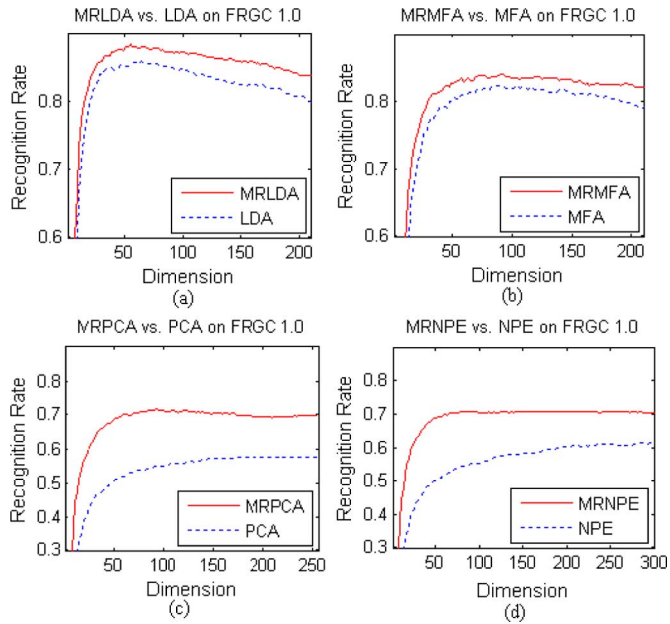 MRLDA vs. LDA on FRGC 1.0
Recognition Rate
0.8
0.7
0.6
MRLDA
LDA
50
100
150
200
Dimension
(a)
MRMFA vs. MFA on FRGC 1.0
Recognition Rate
0.8
0.7
0.6
MRMFA
MFA
50
100
150
200
Dimension
(b)
MRPCA vs. PCA on FRGC 1.0
Recognition Rate
0.8
0.7
0.6
0.5
0.4
0.3
MRPCA
PCA
50
100
150
200
250
Dimension
(c)
MRNPE vs. NPE on FRGC 1.0
Recognition Rate
0.8
0.7
0.6
0.5
0.4
0.3
MRNPE
NPE
50
100
150
200
250
300
Dimension
(d)